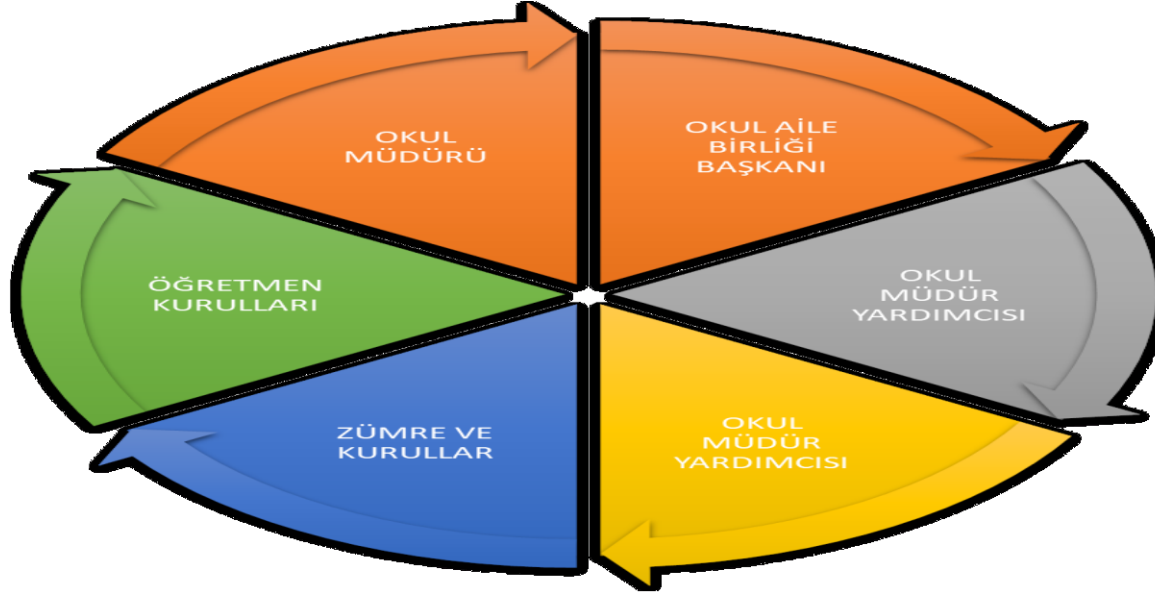 OKUL
MÜDÜRÜ
OKUL AİLE
BİRLİĞİ
BAŞKANI
OKUL
MÜDÜR
YARDIMCISI
OKUL
MÜDÜR
YARDIMCISI
ZÜMRE VE
KURULLAR
ÖĞRETMEN
KURULLARI